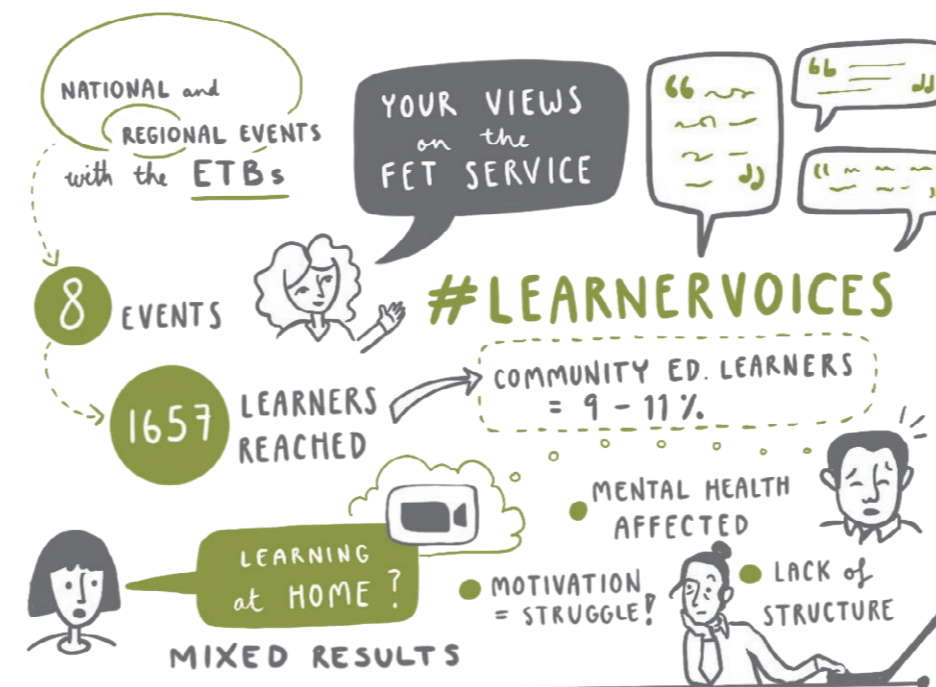 NATIONAL and
REGIONAL EVENTS
with the ETBs
YOUR VIEWS
on the
FET SERVICE
8 EVENTS
#LEARNERVOICES
1657 LEARNERS
REACHED
COMMUNITY ED. LEARNERS
= 9 - 11 %
LEARNING
at HOME?
MIXED RESULTS
MENTAL HEALTH
AFFECTED
MOTIVATION
= STRUGGLE!
LACK of
STRUCTURE